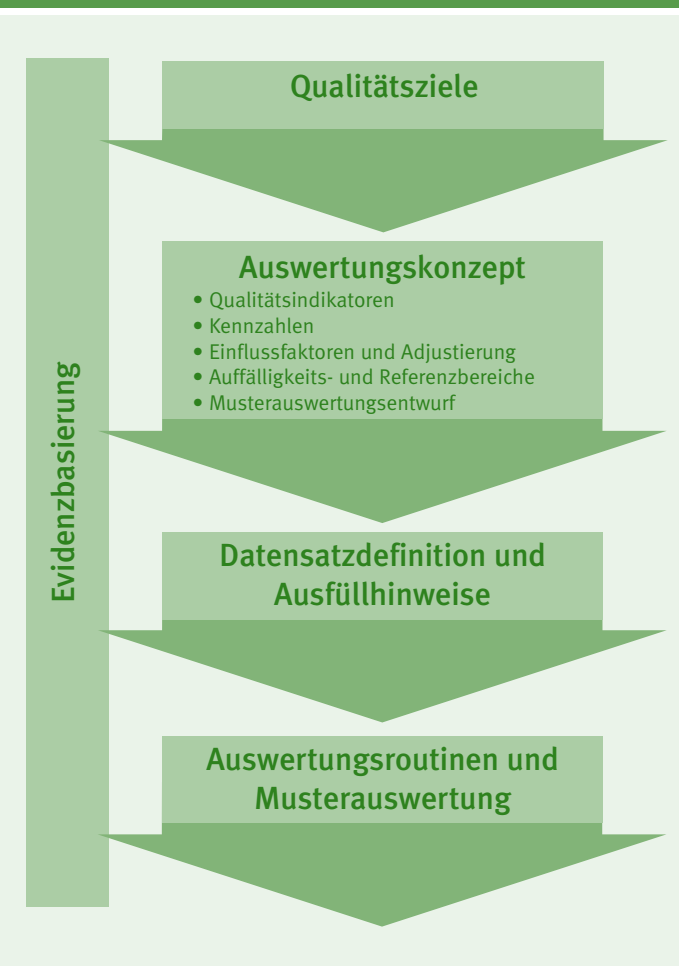 Evidenzbasierung
Qualitätsziele
Auswertungskonzept
• Qualitätsindikatoren
• Kennzahlen
• Einflussfaktoren und Adjustierung
• Auffälligkeits- und Referenzbereiche
• Musterauswertungsentwurf
Datensatzdefinition und
Ausfüllhinweise
Auswertungsroutinen und
Musterauswertung